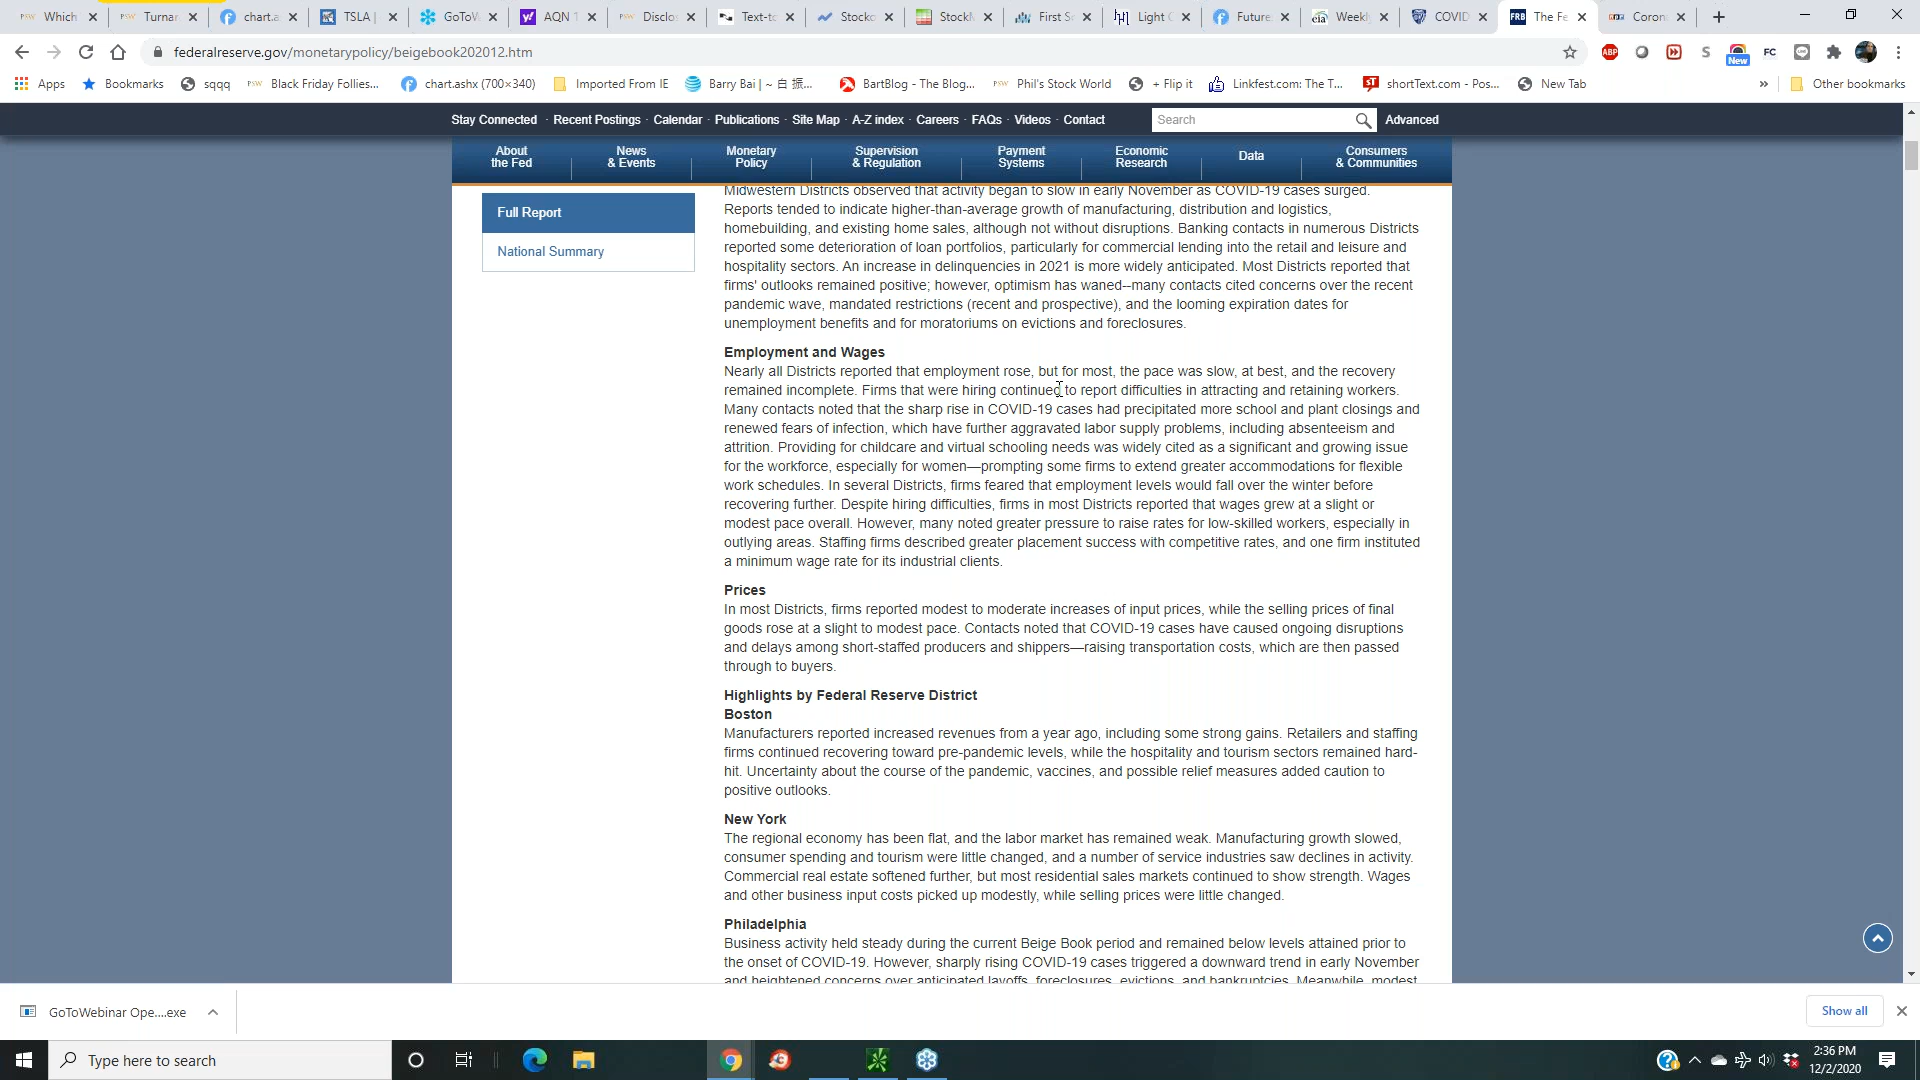 Which
Turnar
chart.a
TSLA |
GoToW
AQN
Disclo
Text-to
Stocko
StockM
First S
Light
Future
Weekl
COVID
The Fe
Coron
federalreserve.gov/monetarypolicy/beigebook202012.htm
ABP
S
New
FC
Apps
Bookmarks
sqqq
Black Friday Follies...
chart.ashx (700×340)
Imported From IE
Barry Bai | ~ 白 振...
BartBlog - The Blog...
Phil's Stock World
+ Flip it
Linkfest.com: The T...
shortText.com - Pos...
New Tab
»
Other bookmarks
Stay Connected · Recent Postings · Calendar · Publications · Site Map · A-Z index · Careers · FAQs · Videos · Contact
Search
Advanced
About
the Fed
News
& Events
Monetary
Policy
Supervision
& Regulation
Payment
Systems
Economic
Research
Data
Consumers
& Communities
Full Report
National Summary
Midwestern Districts observed that activity began to slow in early November as COVID-19 cases surged.
Reports tended to indicate higher-than-average growth of manufacturing, distribution and logistics,
homebuilding, and existing home sales, although not without disruptions. Banking contacts in numerous Districts
reported some deterioration of loan portfolios, particularly for commercial lending into the retail and leisure and
hospitality sectors. An increase in delinquencies in 2021 is more widely anticipated. Most Districts reported that
firms' outlooks remained positive; however, optimism has waned--many contacts cited concerns over the recent
pandemic wave, mandated restrictions (recent and prospective), and the looming expiration dates for
unemployment benefits and for moratoriums on evictions and foreclosures.
Employment and Wages
Nearly all Districts reported that employment rose, but for most, the pace was slow, at best, and the recovery
remained incomplete. Firms that were hiring continued to report difficulties in attracting and retaining workers.
Many contacts noted that the sharp rise in COVID-19 cases had precipitated more school and plant closings and
renewed fears of infection, which have further aggravated labor supply problems, including absenteeism and
attrition. Providing for childcare and virtual schooling needs was widely cited as a significant and growing issue
for the workforce, especially for women—prompting some firms to extend greater accommodations for flexible
work schedules. In several Districts, firms feared that employment levels would fall over the winter before
recovering further. Despite hiring difficulties, firms in most Districts reported that wages grew at a slight or
modest pace overall. However, many noted greater pressure to raise rates for low-skilled workers, especially in
outlying areas. Staffing firms described greater placement success with competitive rates, and one firm instituted
a minimum wage rate for its industrial clients.
Prices
In most Districts, firms reported modest to moderate increases of input prices, while the selling prices of final
goods rose at a slight to modest pace. Contacts noted that COVID-19 cases have caused ongoing disruptions
and delays among short-staffed producers and shippers—raising transportation costs, which are then passed
through to buyers.
Highlights by Federal Reserve District
Boston
Manufacturers reported increased revenues from a year ago, including some strong gains. Retailers and staffing
firms continued recovering toward pre-pandemic levels, while the hospitality and tourism sectors remained hard-
hit. Uncertainty about the course of the pandemic, vaccines, and possible relief measures added caution to
positive outlooks.
New York
The regional economy has been flat, and the labor market has remained weak. Manufacturing growth slowed,
consumer spending and tourism were little changed, and a number of service industries saw declines in activity.
Commercial real estate softened further, but most residential sales markets continued to show strength. Wages
and other business input costs picked up modestly, while selling prices were little changed.
Philadelphia
Business activity held steady during the current Beige Book period and remained below levels attained prior to
the onset of COVID-19. However, sharply rising COVID-19 cases triggered a downward trend in early November
and heightened concerns over anticipated layoffs, foreclosures, evictions, and bankruptcies. Meanwhile, modest
GoToWebinar Ope....exe
Show all
Type here to search
2:36 PM
12/2/2020